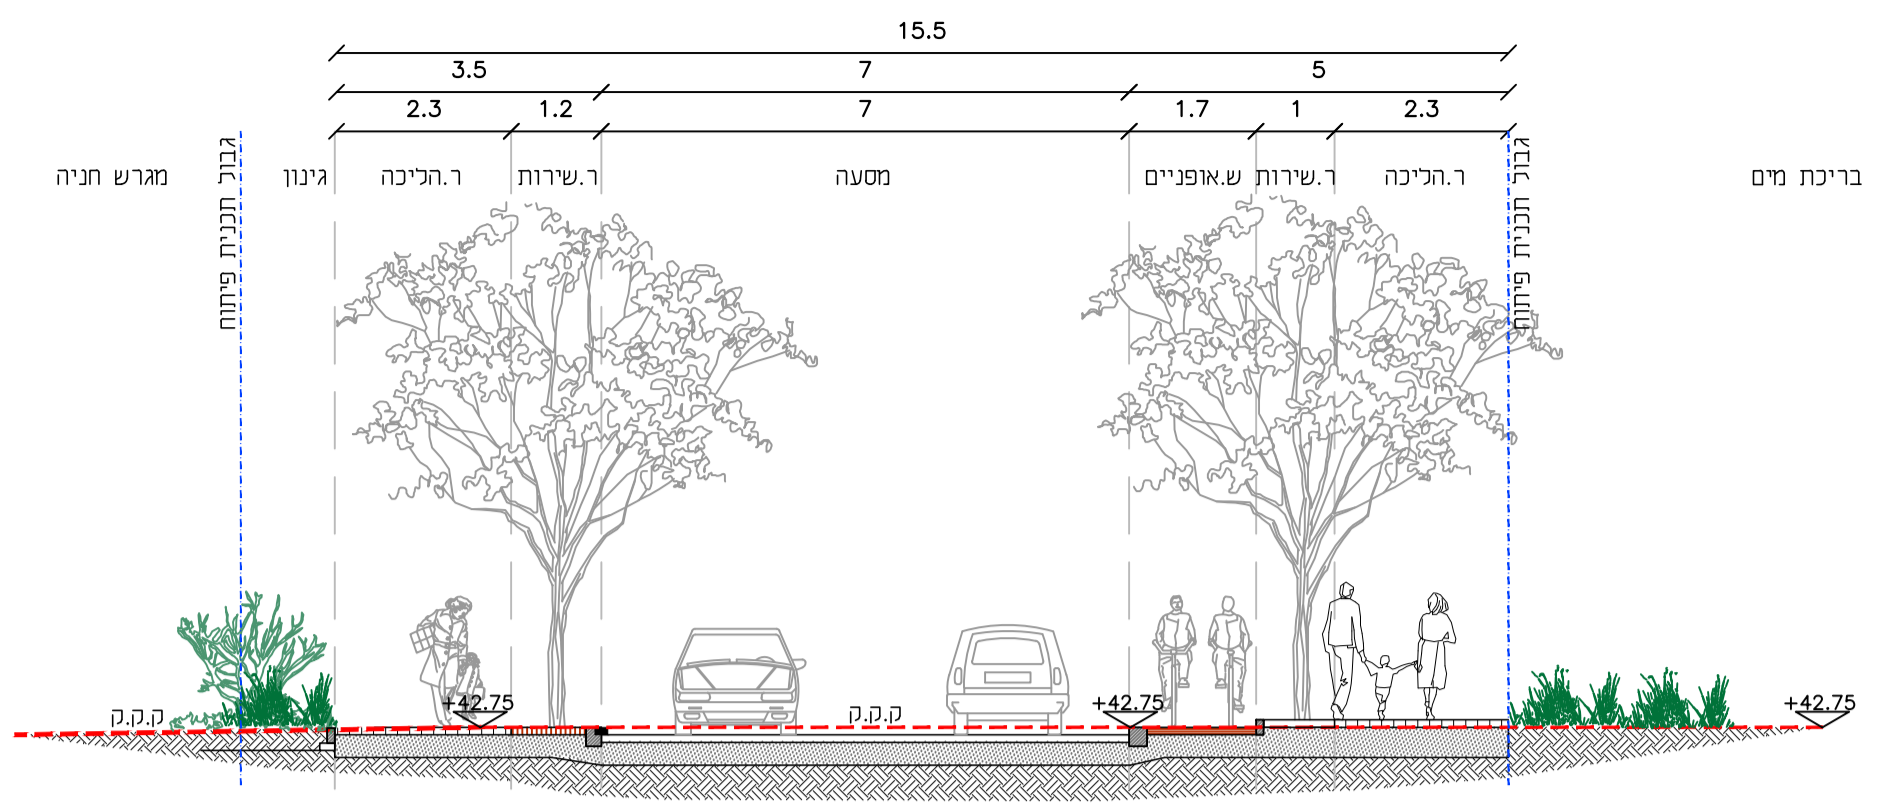 15.5
3.5 7 5
2.3 1.2 7 1.7 1 2.3
מגרש חניה
גבול תכנית פיתוח
גינון
ר.הליכה
ר.שירות
מסעה
ש.אופניים
ר.שירות
ר.הליכה
גבול תכנית פיתוח
בריכת מים
ק.ק.ק
+42.75
ק.ק.ק
+42.75
+42.75